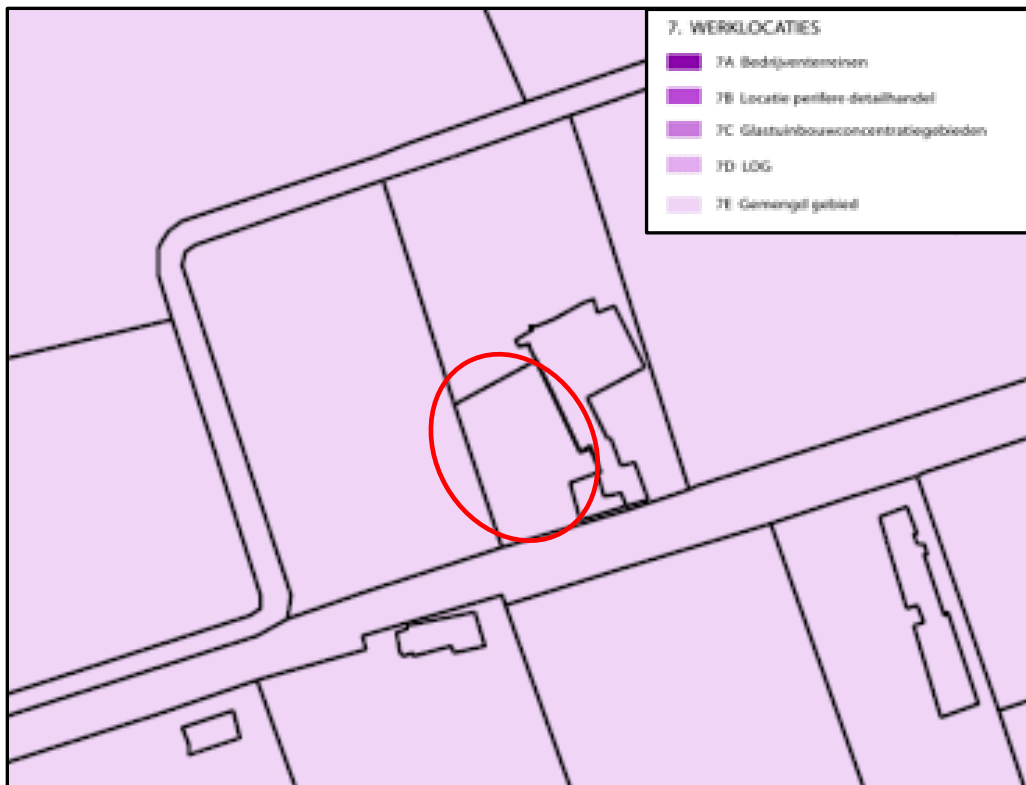 7. WERKLOCATIES
7A Bedrijventerreinen
7B Locatie perifere detailhandel
7C Glastuinbouwconcentratiegebieden
7D LOG
7E Gemengd gebied